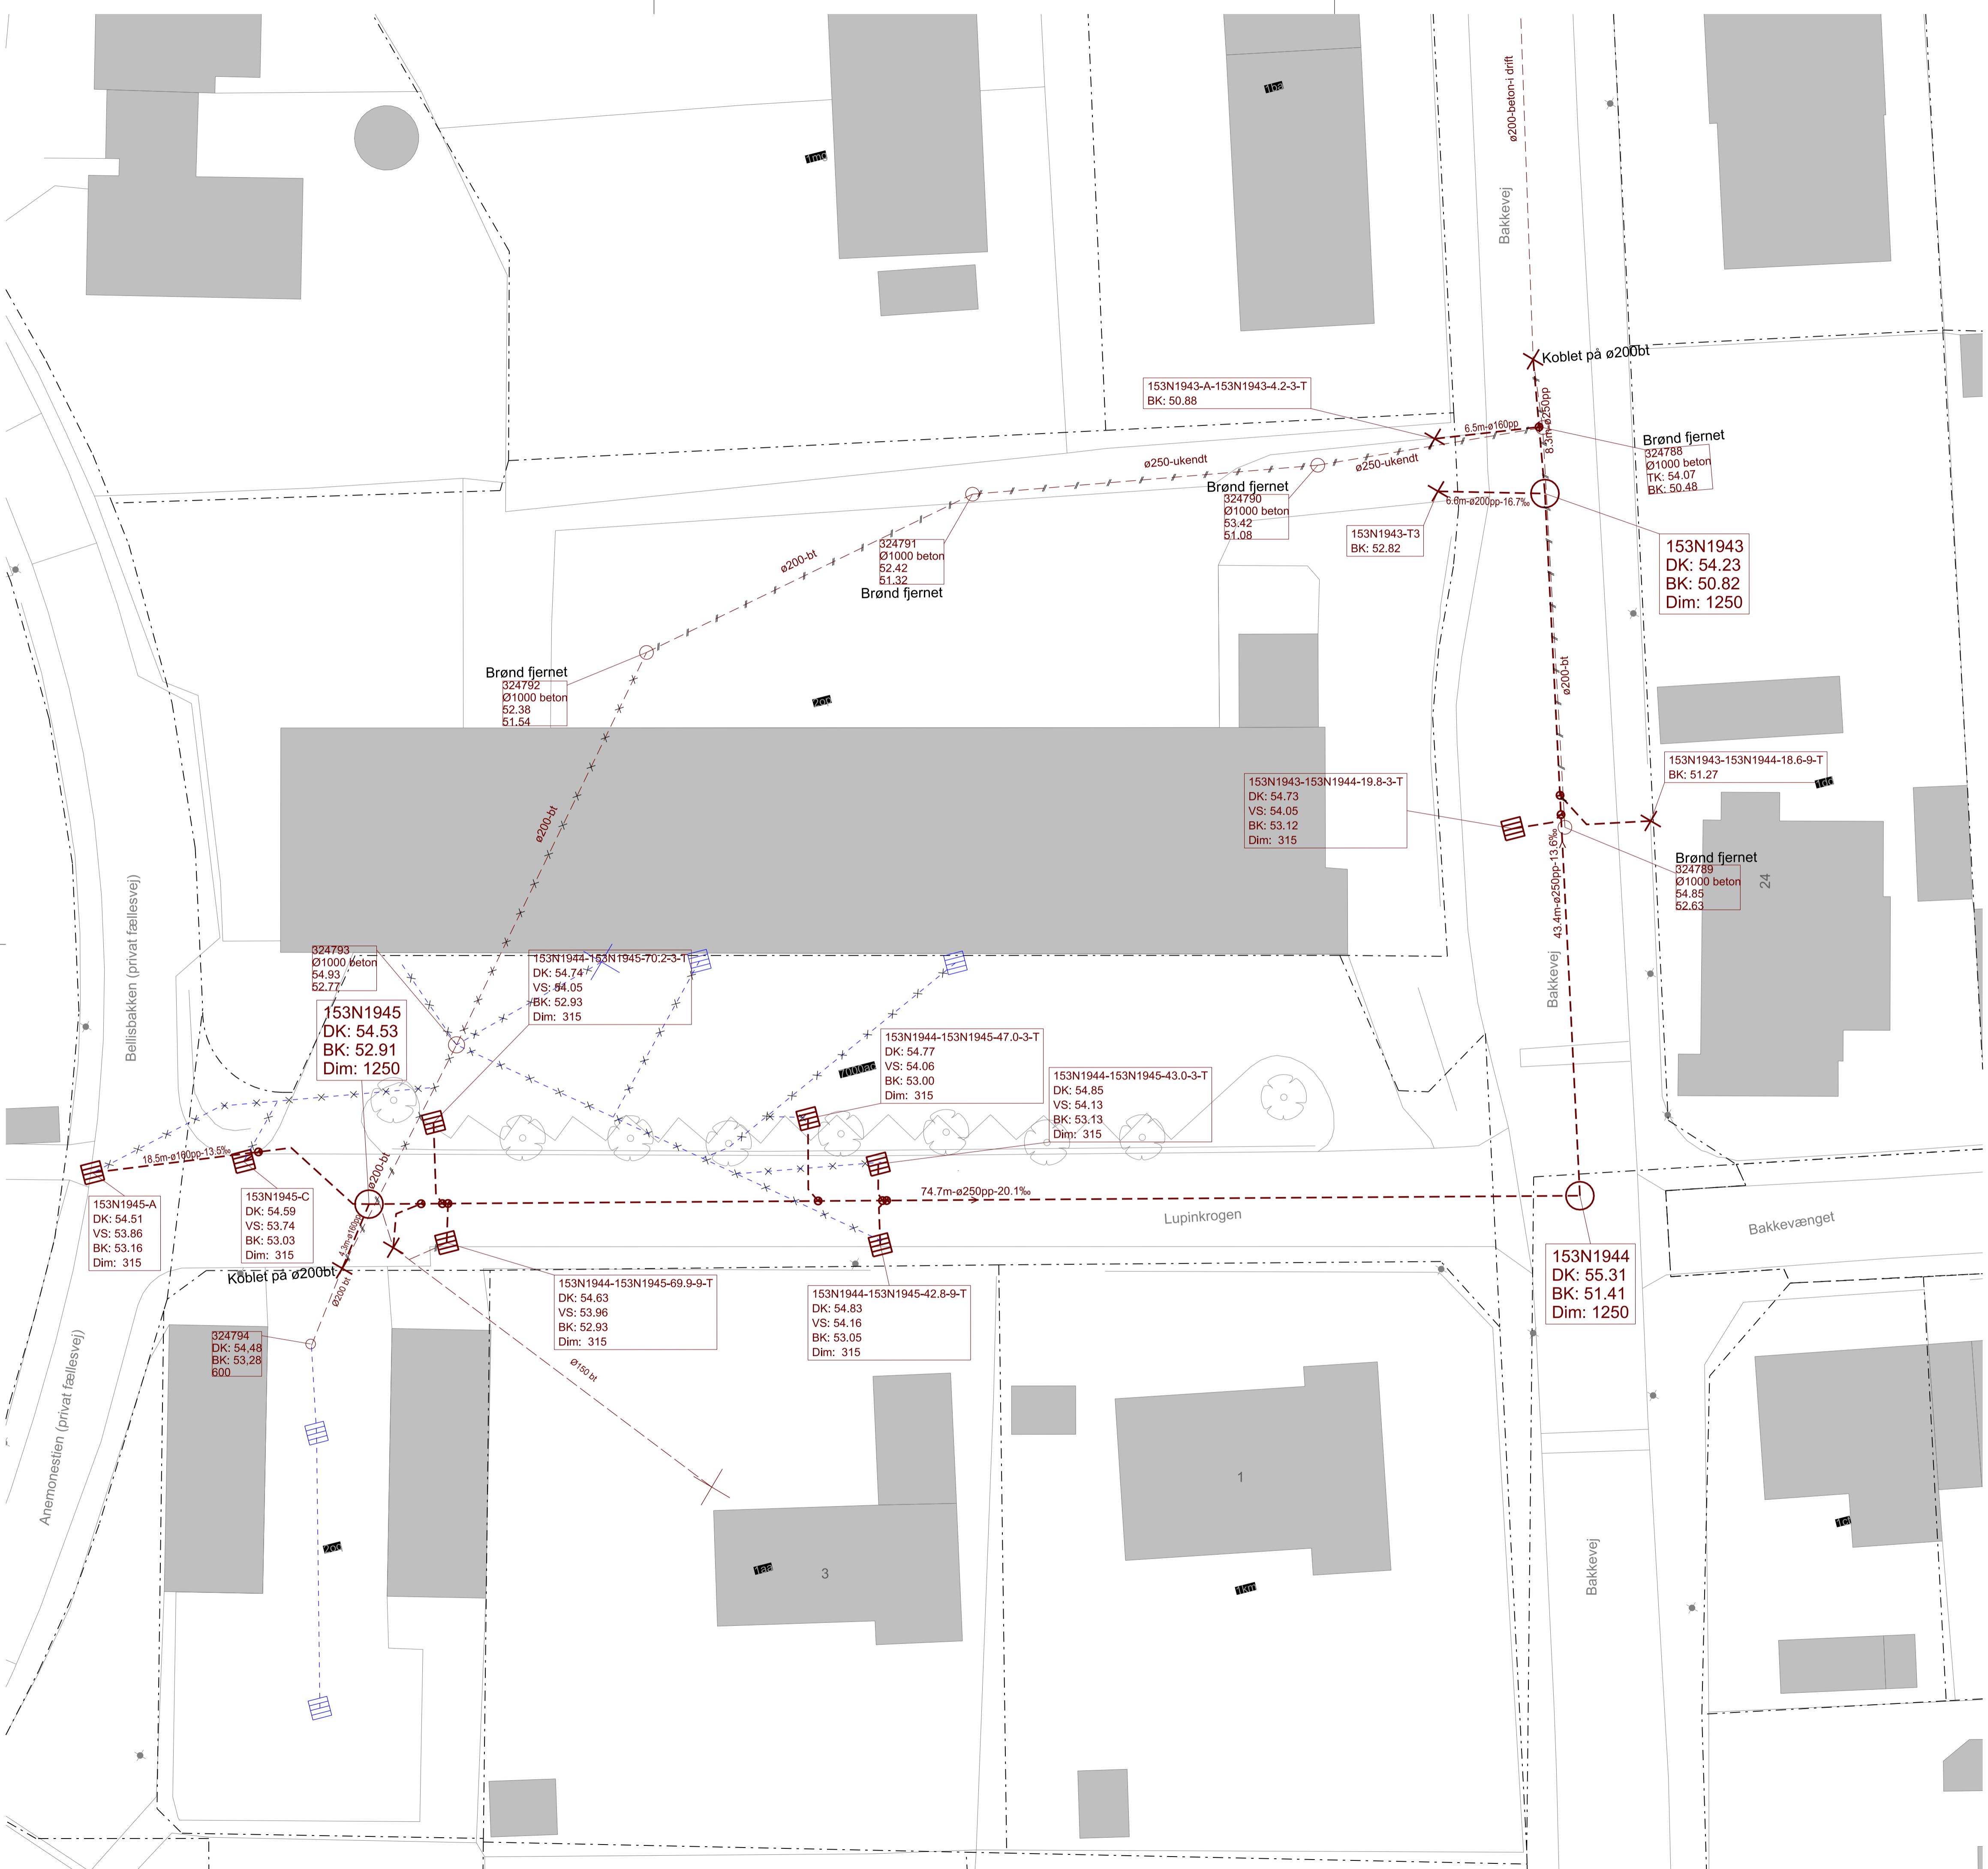 ø200-beton-i drift
1ba
1mg
Bakkevej
Koblet på ø200bt
153N1943-A-153N1943-4.2-3-T
BK: 50.88
6.5m-ø160pp
8.3m-ø250pp
Brønd fjernet
324788
Ø1000 beton
TK: 54.07
BK: 50.48
ø250-ukendt
ø250-ukendt
Brønd fjernet
324790
Ø1000 beton
53.42
51.08
6.6m-ø200pp-16.7‰
153N1943-T3
BK: 52.82
153N1943
DK: 54.23
BK: 50.82
Dim: 1250
324791
Ø1000 beton
52.42
51.32
Brønd fjernet
ø200-bt
Brønd fjernet
324792
Ø1000 beton
52.38
51.54
ø200-bt
153N1943-153N1944-18.6-9-T
BK: 51.27
153N1943-153N1944-19.8-3-T
DK: 54.73
VS: 54.05
BK: 53.12
Dim: 315
ø200-bt
43.4m-ø250pp-13.6‰
Brønd fjernet
324789
Ø1000 beton
54.85
52.63
24
Bellisbakken (privat fællesvej)
324793
Ø1000 beton
54.93
52.77
153N1944-153N1945-70.2-3-T
DK: 54.74
VS: 54.05
BK: 52.93
Dim: 315
Bakkevej
153N1945
DK: 54.53
BK: 52.91
Dim: 1250
153N1944-153N1945-47.0-3-T
DK: 54.77
VS: 54.06
BK: 53.00
Dim: 315
7000ag
153N1944-153N1945-43.0-3-T
DK: 54.85
VS: 54.13
BK: 53.13
Dim: 315
18.5m-ø160pp-13.5‰
ø200-bt
153N1945-A
DK: 54.51
VS: 53.86
BK: 53.16
Dim: 315
153N1945-C
DK: 54.59
VS: 53.74
BK: 53.03
Dim: 315
74.7m-ø250pp-20.1‰
Lupinkrogen
Bakkevænget
4.3m-ø160pp
Koblet på ø200bt
Ø200 bt
153N1944
DK: 55.31
BK: 51.41
Dim: 1250
153N1944-153N1945-69.9-9-T
DK: 54.63
VS: 53.96
BK: 52.93
Dim: 315
153N1944-153N1945-42.8-9-T
DK: 54.83
VS: 54.16
BK: 53.05
Dim: 315
324794
DK: 54,48
BK: 53,28
600
Ø150 bt
Anemonestien (privat fællesvej)
1
3
1aa
1km
Bakkevej